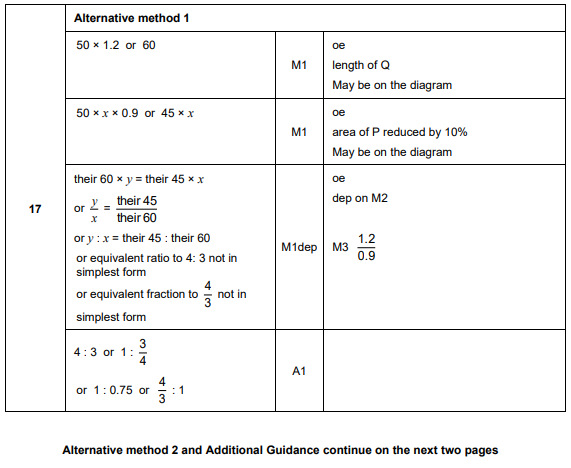 Alternative method 1
50 × 1.2 or 60
M1
oe
length of Q
May be on the diagram
50 × x × 0.9 or 45 × x
M1
oe
area of P reduced by 10%
May be on the diagram
17
their 60 × y = their 45 × x
or y/x = their 45/their 60
or y : x = their 45 : their 60
or equivalent ratio to 4: 3 not in
simplest form
or equivalent fraction to 4/3 not in
simplest form
M1dep
oe
dep on M2
M3 1.2/0.9
4 : 3 or 1 : 3/4
or 1 : 0.75 or 4/3 : 1
A1
Alternative method 2 and Additional Guidance continue on the next two pages